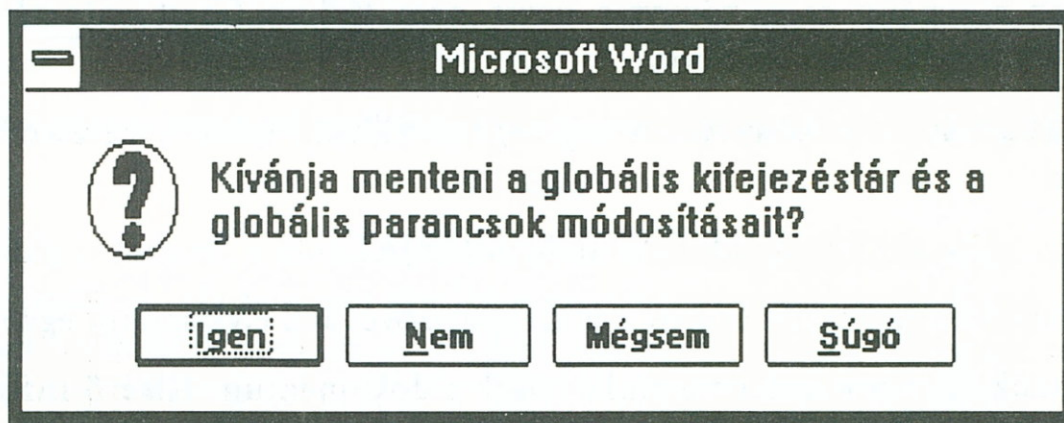 Microsoft Word
Kívánja menteni a globális kifejezéstár és a
globális parancsok módosításait?
Igen Nem Mégsem Súgó